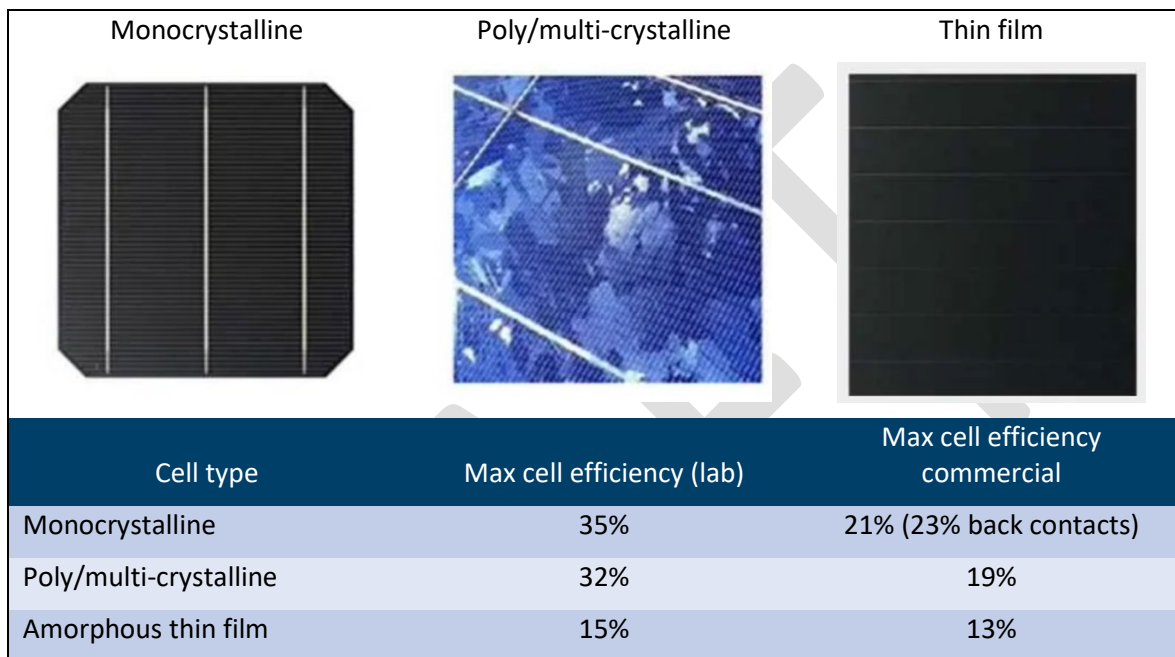 Monocrystalline Poly/multi-crystalline Thin film
Cell type Max cell efficiency (lab) Max cell efficiency commercial
Monocrystalline 35% 21% (23% back contacts)
Poly/multi-crystalline 32% 19%
Amorphous thin film 15% 13%